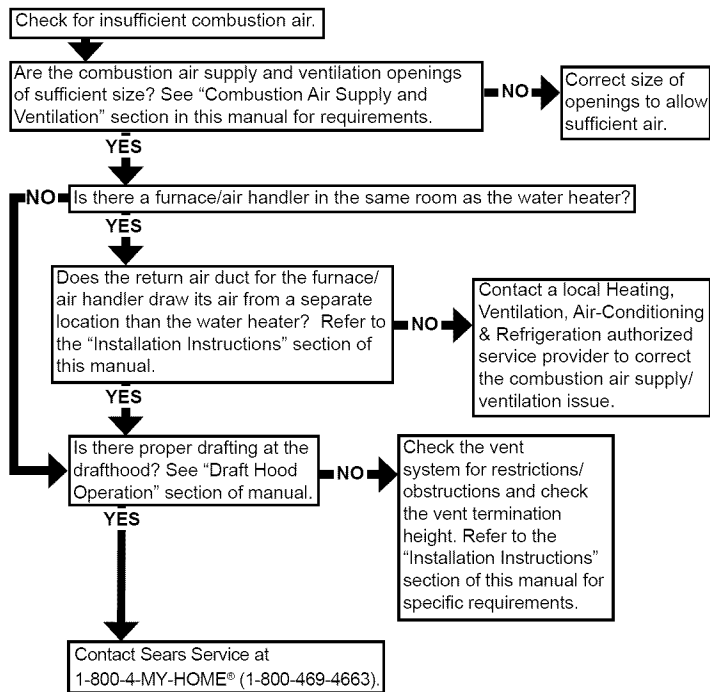 Check for insufficient combustion air.
Are the combustion air supply and ventilation openings
of sufficient size? See “Combustion Air Supply and
Ventilation” section in this manual for requirements.
NO
Correct size of
openings to allow
sufficient air.
YES
NO
Is there a furnace/air handler in the same room as the water heater?
YES
Does the return air duct for the furnace/
air handler draw its air from a separate
location than the water heater? Refer to
the “Installation Instructions” section of
this manual.
NO
Contact a local Heating,
Ventilation, Air-Conditioning
& Refrigeration authorized
service provider to correct
the combustion air supply/
ventilation issue.
YES
Is there proper drafting at the
drafthood? See “Draft Hood
Operation” section of manual.
NO
Check the vent
system for restrictions/
obstructions and check
the vent termination
height. Refer to the
“Installation Instructions”
section of this manual for
specific requirements.
YES
Contact Sears Service at
1-800-4-MY-HOME® (1-800-469-4663).